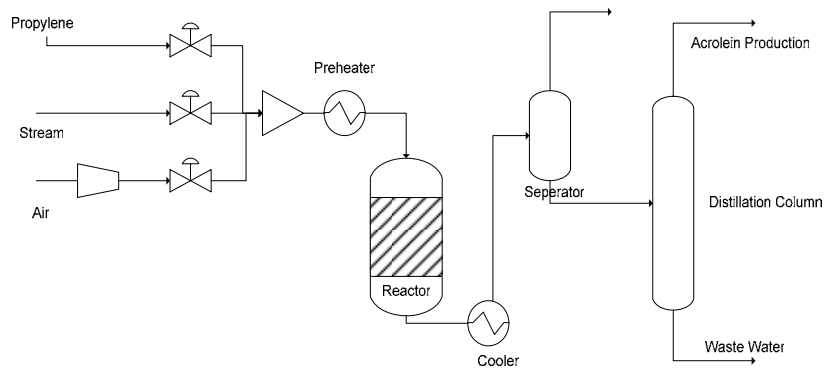 Propylene
Preheater
Acrolein Production
Stream
Seperator
Distillation Column
Air
Reactor
Waste Water
Cooler